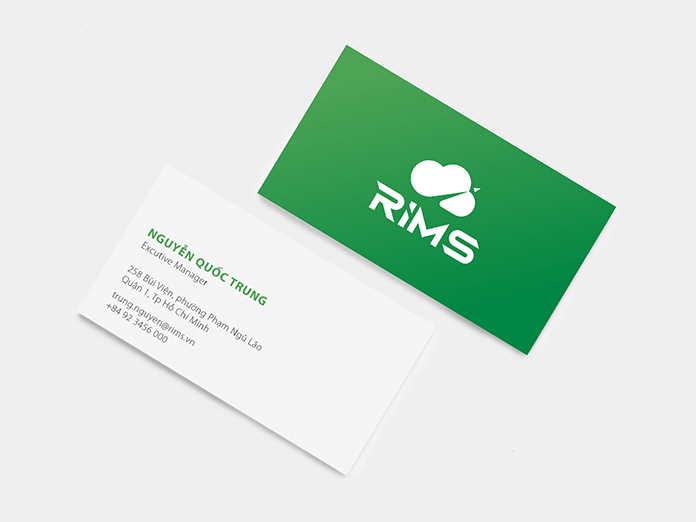 NGUYỄN QUỐC TRUNG
Excutive Manager
258 Bùi Viện, phường Phạm Ngũ Lão
Quận 1, Tp Hồ Chí Minh
trung.nguyen@rims.vn
+84 92 3456 000
RiMS